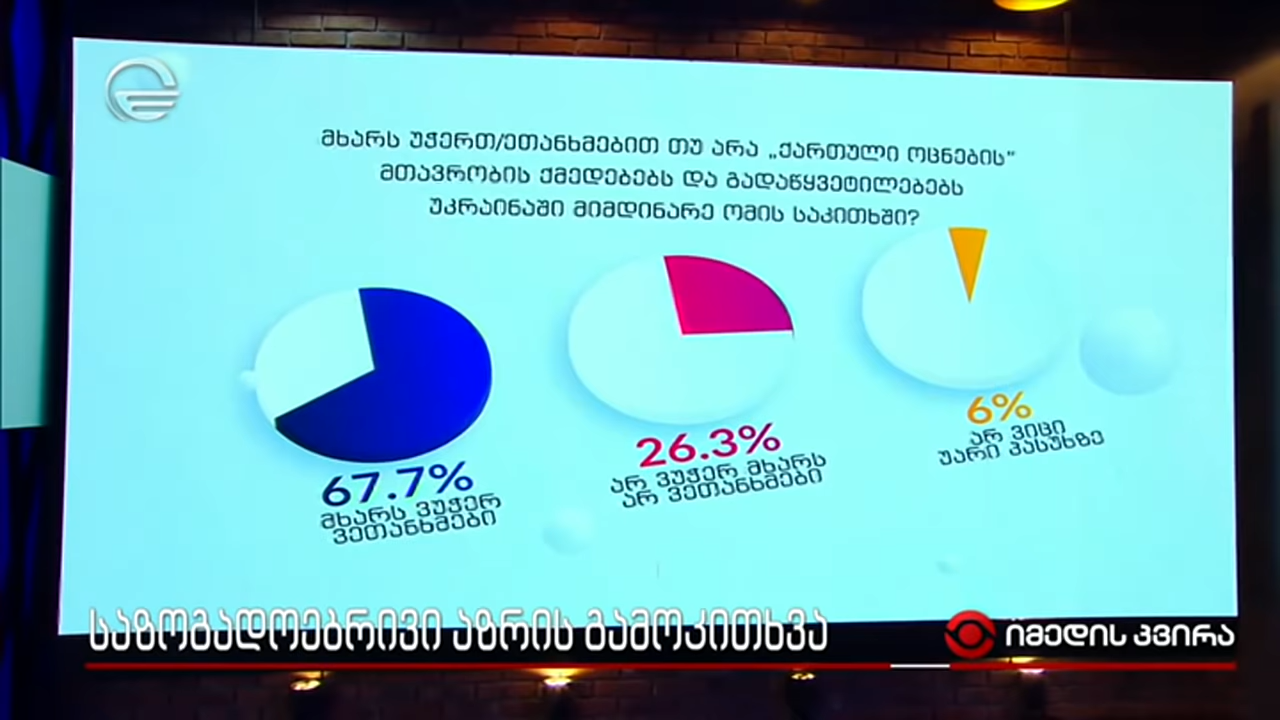 მხარს უჭერთ/ეთანხმებით თუ არა „ქართული ოცნების“
მთავრობის ქმედებებს და გადაწყვეტილებებს
უკრაინაში მიმდინარე ომის საკითხში?
67.7%
მხარს ვუჭერ
ვეთანხმები
26.3%
არ ვუჭერ მხარს
არ ვეთანხმები
6%
არ ვიცი
უარი პასუხზე
საზოგადოებრივი აზრის გამოკითხვა
იმედის კვირა